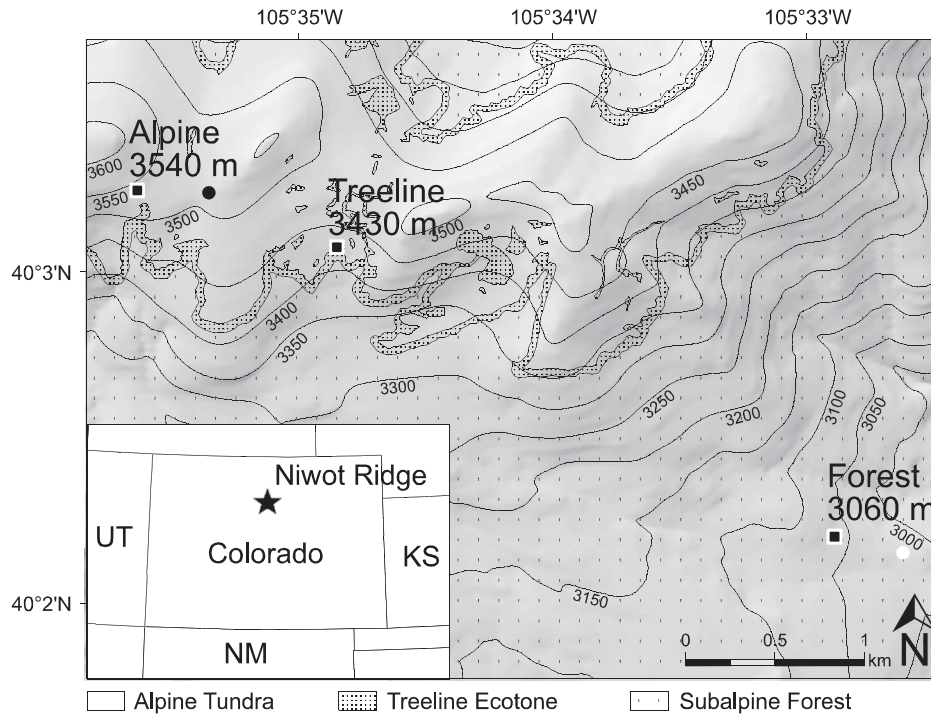 105°35'W 105°34'W 105°33'W
Alpine
3540 m
3600
3550
3500
Treeline
3430 m
3500
3450
40°3'N
3400
3350
3300
3250
3200
3100
3050
Forest
3060 m
3000
Niwot Ridge
UT
Colorado
KS
NM
40°2'N
3150
0 0.5 1
km
N
Alpine Tundra Treeline Ecotone Subalpine Forest